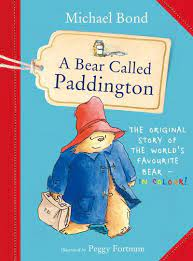 Michael Bond
A Bear Called
Paddington
THE ORIGINAL
STORY OF
THE WORLD'S
FAVOURITE
BEAR –
IN COLOUR!
Illustrated by Peggy Fortnum